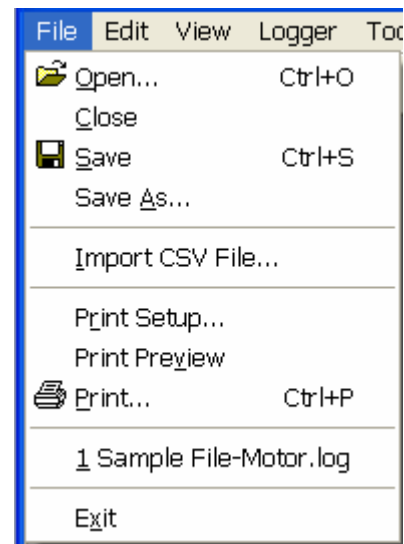 File Edit View Logger
Open... Ctrl+O
Close
Save Ctrl+S
Save As...
Import CSV File...
Print Setup...
Print Preview
Print... Ctrl+P
1 Sample File-Motor.log
Exit